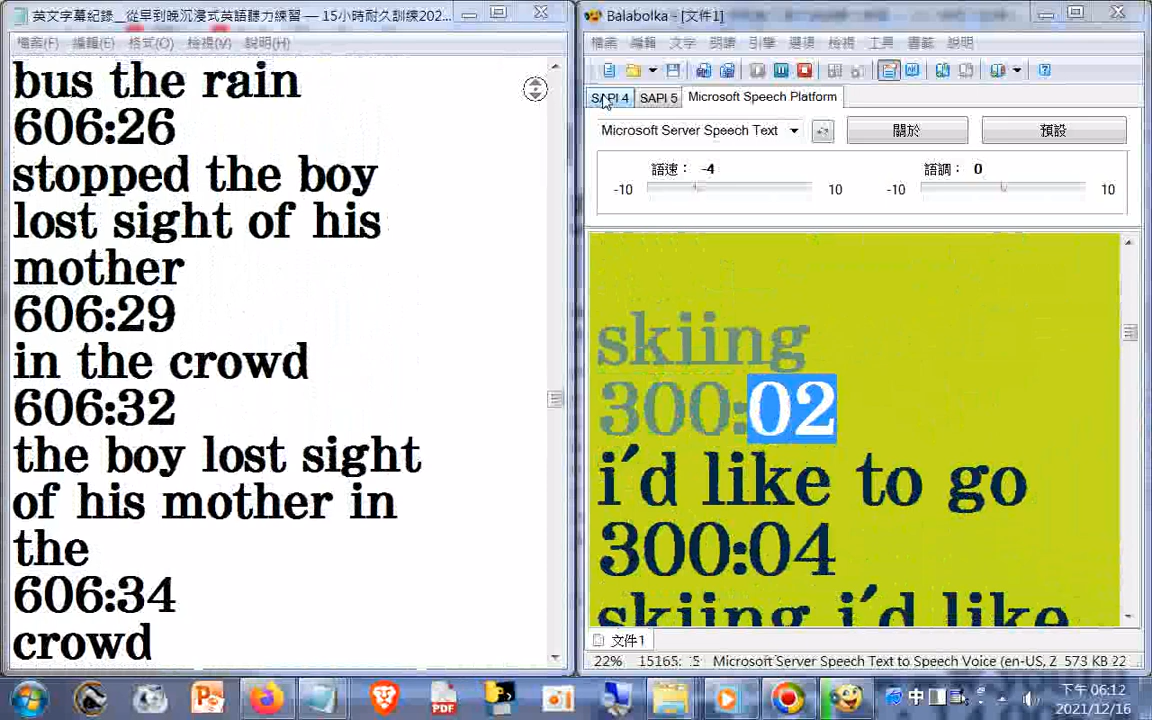 英文字幕紀錄__從早到晚沉浸式英語聽力練習 — 15小時耐久訓練202...
檔案(F) 編輯(E) 格式(O) 檢視(V) 說明(H)
bus the rain
606:26
stopped the boy
lost sight of his
mother
606:29
in the crowd
606:32
the boy lost sight
of his mother in
the
606:34
crowd
Balabolka - [文件1]
檔案 編輯 文字 朗讀 引擎 選項 檢視 工具 書籤 說明
SAPI 4 SAPI 5 Microsoft Speech Platform
Microsoft Server Speech Text 關於 預設
語速： -4 語調： 0
-10 10 -10 10
skiing
300:02
i'd like to go
300:04
skiing i'd like
文件1
22% 15165: :5 Microsoft Server Speech Text to Speech Voice (en-US, Z 573 KB 22
PDF
中
下午 06:12
2021/12/16